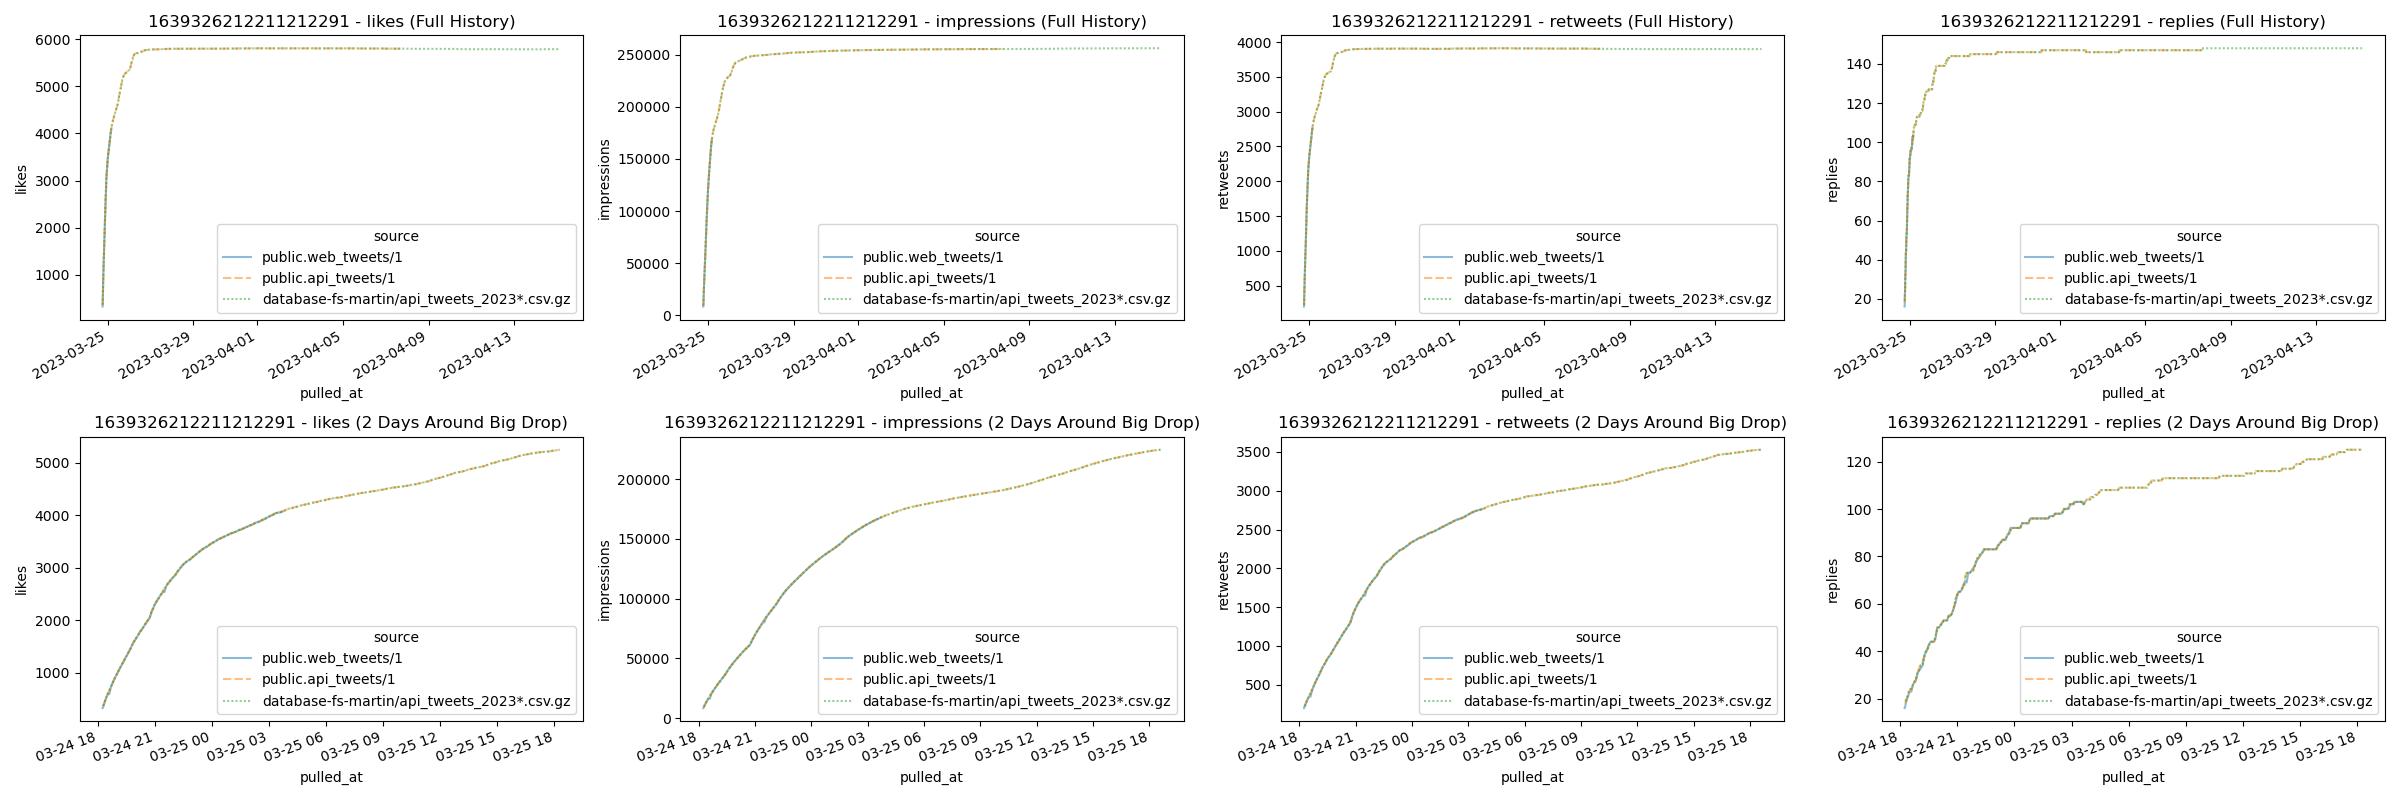 1639326212211212291 - likes (Full History)
6000
5000
4000
3000
2000
1000
likes
source
public.web_tweets/1
public.api_tweets/1
database-fs-martin/api_tweets_2023*.csv.gz
2023-03-25
2023-03-29
2023-04-01
2023-04-05
2023-04-09
2023-04-13
pulled_at
1639326212211212291 - impressions (Full History)
250000
200000
150000
100000
50000
0
impressions
source
public.web_tweets/1
public.api_tweets/1
database-fs-martin/api_tweets_2023*.csv.gz
2023-03-25
2023-03-29
2023-04-01
2023-04-05
2023-04-09
2023-04-13
pulled_at
1639326212211212291 - retweets (Full History)
4000
3500
3000
2500
2000
1500
1000
500
retweets
source
public.web_tweets/1
public.api_tweets/1
database-fs-martin/api_tweets_2023*.csv.gz
2023-03-25
2023-03-29
2023-04-01
2023-04-05
2023-04-09
2023-04-13
pulled_at
1639326212211212291 - replies (Full History)
140
120
100
80
60
40
20
replies
source
public.web_tweets/1
public.api_tweets/1
database-fs-martin/api_tweets_2023*.csv.gz
2023-03-25
2023-03-29
2023-04-01
2023-04-05
2023-04-09
2023-04-13
pulled_at
1639326212211212291 - likes (2 Days Around Big Drop)
5000
4000
3000
2000
1000
likes
source
public.web_tweets/1
public.api_tweets/1
database-fs-martin/api_tweets_2023*.csv.gz
03-24 18
03-24 21
03-25 00
03-25 03
03-25 06
03-25 09
03-25 12
03-25 15
03-25 18
pulled_at
1639326212211212291 - impressions (2 Days Around Big Drop)
200000
150000
100000
50000
0
impressions
source
public.web_tweets/1
public.api_tweets/1
database-fs-martin/api_tweets_2023*.csv.gz
03-24 18
03-24 21
03-25 00
03-25 03
03-25 06
03-25 09
03-25 12
03-25 15
03-25 18
pulled_at
1639326212211212291 - retweets (2 Days Around Big Drop)
3500
3000
2500
2000
1500
1000
500
retweets
source
public.web_tweets/1
public.api_tweets/1
database-fs-martin/api_tweets_2023*.csv.gz
03-24 18
03-24 21
03-25 00
03-25 03
03-25 06
03-25 09
03-25 12
03-25 15
03-25 18
pulled_at
1639326212211212291 - replies (2 Days Around Big Drop)
120
100
80
60
40
20
replies
source
public.web_tweets/1
public.api_tweets/1
database-fs-martin/api_tweets_2023*.csv.gz
03-24 18
03-24 21
03-25 00
03-25 03
03-25 06
03-25 09
03-25 12
03-25 15
03-25 18
pulled_at